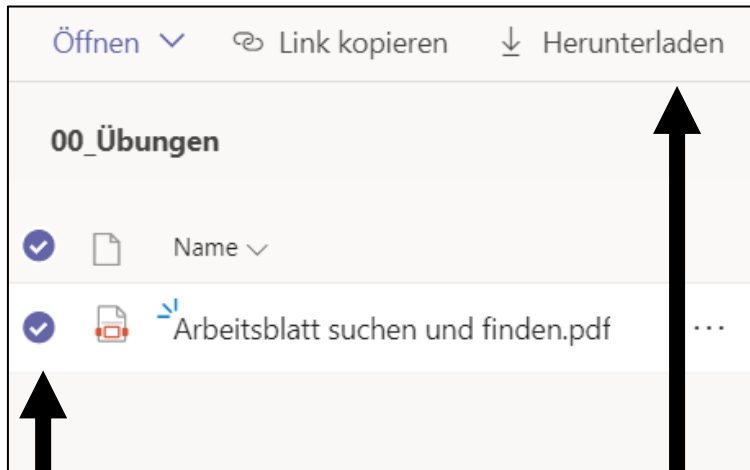 Öffnen Link kopieren Herunterladen
00_Übungen
Name
Arbeitsblatt suchen und finden.pdf ...